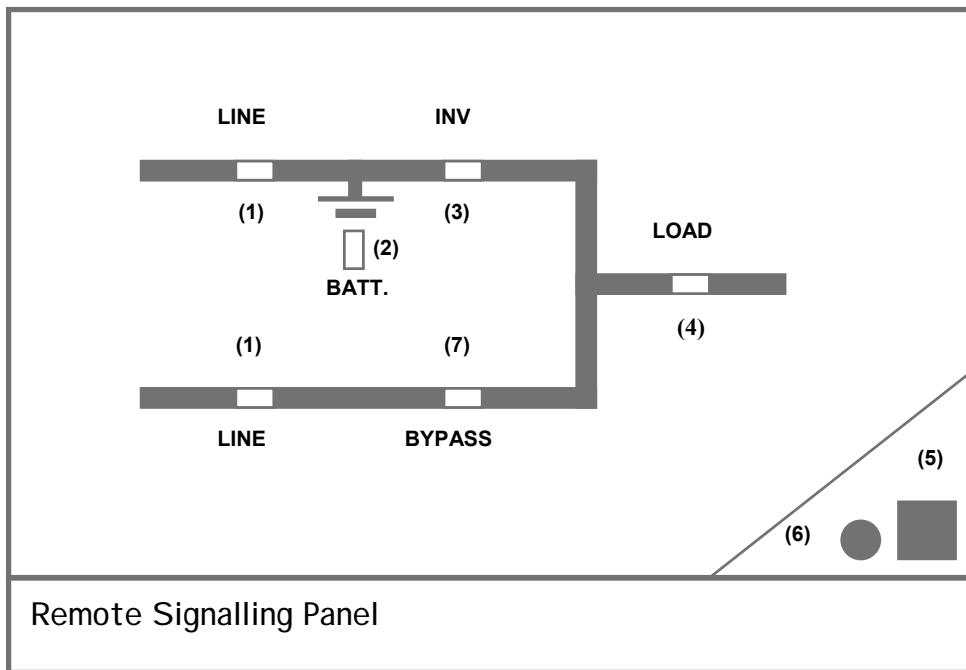 LINE INV
(1) (3)
(2)
BATT.
LOAD
(4)
(1) (7)
LINE BYPASS
(5)
(6)
Remote Signalling Panel